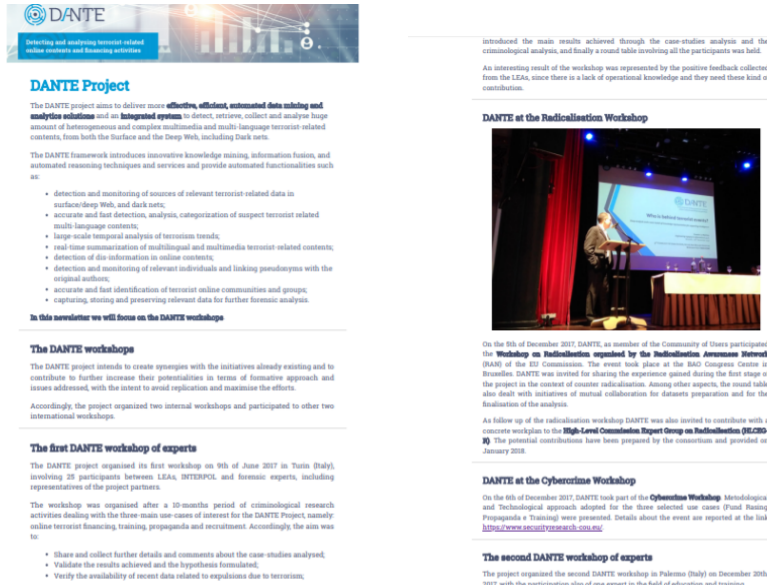 DANTE
Detecting and analysing terrorist-related
online contents and financing activities
DANTE Project
The DANTE project aims to deliver more effective, efficient, automated data mining and
analytics solutions and an integrated system to detect, retrieve, collect and analyse huge
amount of heterogeneous and complex multimedia and multi-language terrorist-related
contents, from both the Surface and the Deep Web, including Dark nets.
The DANTE framework introduces innovative knowledge mining, information fusion, and
automated reasoning techniques and services and provide automated functionalities such
as:
• detection and monitoring of sources of relevant terrorist-related data in
surface/deep Web, and dark nets;
• accurate and fast detection, analysis, categorization of suspect terrorist related
multi-language contents;
• large-scale temporal analysis of terrorism trends;
• real-time summarization of multilingual and multimedia terrorist-related contents;
• detection of dis-information in online contents;
• detection and monitoring of relevant individuals and linking pseudonyms with the
original authors;
• accurate and fast identification of terrorist online communities and groups;
• capturing, storing and preserving relevant data for further forensic analysis.
In this newsletter we will focus on the DANTE workshops
The DANTE workshops
The DANTE project intends to create synergies with the initiatives already existing and to
contribute to further increase their potentialities in terms of formative approach and
issues addressed, with the intent to avoid replication and maximise the efforts.
Accordingly, the project organized two internal workshops and participated to other two
international workshops.
The first DANTE workshop of experts
The DANTE project organised its first workshop on 9th of June 2017 in Turin (Italy),
involving 25 participants between LEAs, INTERPOL and forensic experts, including
representatives of the project partners.
The workshop was organised after a 10-months period of criminological research
activities dealing with the three-main use-cases of interest for the DANTE Project, namely:
online terrorist financing, training, propaganda and recruitment. Accordingly, the aim was
to:
• Share and collect further details and comments about the case-studies analysed;
• Validate the results achieved and the hypothesis formulated;
• Verify the availability of recent data related to expulsions due to terrorism;
introduced the main results achieved through the case-studies analysis and the
criminological analysis, and finally a round table involving all the participants was held.
An interesting result of the workshop was represented by the positive feedback collected
from the LEAs, since there is a lack of operational knowledge and they need these kind of
contribution.
DANTE at the Radicalisation Workshop
DANTE
Who is behind terrorist events?
On the 5th of December 2017, DANTE, as member of the Community of Users participated
the Workshop on Radicalisation organised by the Radicalisation Awareness Network
(RAN) of the EU Commission. The event took place at the BAO Congress Centre in
Bruxelles. DANTE was invited for sharing the experience gained during the first stage of
the project in the context of counter radicalisation. Among other aspects, the round table
also dealt with initiatives of mutual collaboration for datasets preparation and for the
finalisation of the analysis.
As follow up of the radicalisation workshop DANTE was also invited to contribute with a
concrete workplan to the High-Level Commission Expert Group on Radicalisation (HLCEG-
R). The potential contributions have been prepared by the consortium and provided on
January 2018.
DANTE at the Cybercrime Workshop
On the 6th of December 2017, DANTE took part of the Cybercrime Workshop. Metodological
and Technological approach adopted for the three selected use cases (Fund Rasing,
Propaganda e Training) were presented. Details about the event are reported at the link
https://www.securityresearch-cou.eu/
The second DANTE workshop of experts
The project organized the second DANTE workshop in Palermo (Italy) on December 20th
2017 with the participation also of expert in the field of education and training